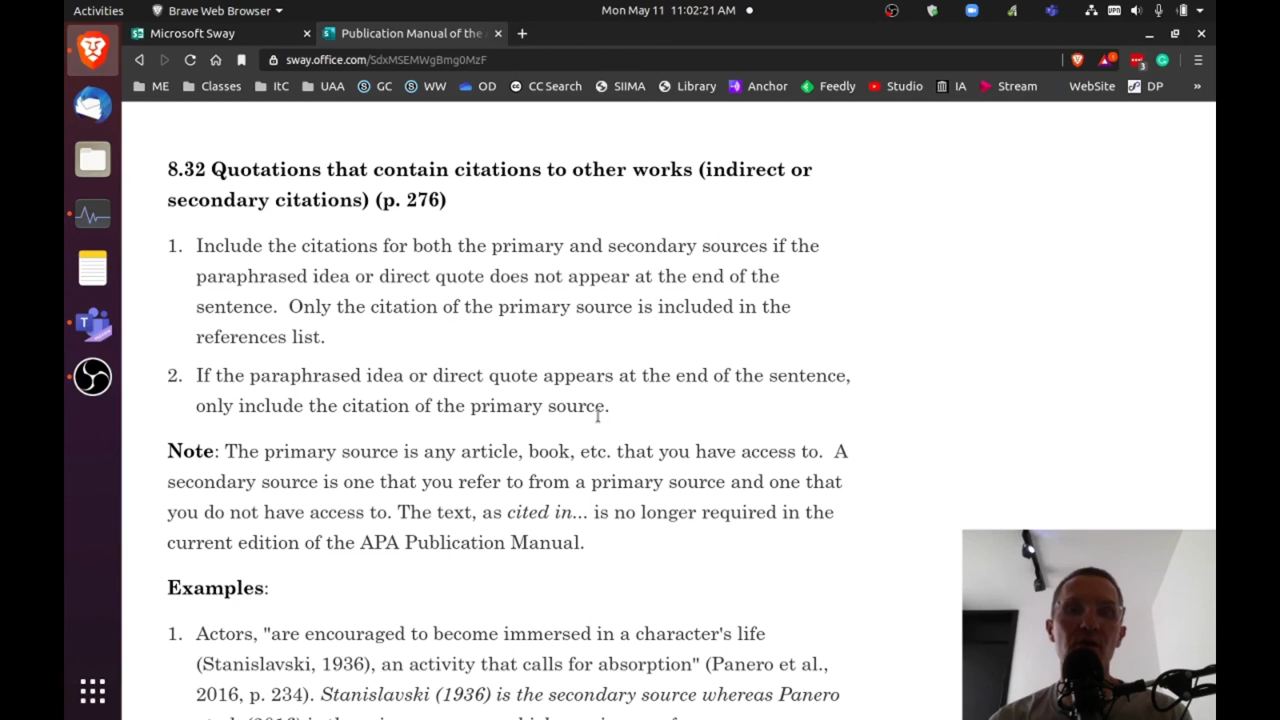 Activities
Brave Web Browser
Mon May 11 11:02:21 AM
VPN
Microsoft Sway
Publication Manual of the
sway.office.com/SdxMSEMWgBmg0MzF
3
ME
Classes
ItC
UAA
GC
WW
OD
CC Search
SIIMA
Library
Anchor
Feedly
Studio
IA
Stream
WebSite
DP
»
8.32 Quotations that contain citations to other works (indirect or
secondary citations) (p. 276)
1. Include the citations for both the primary and secondary sources if the
paraphrased idea or direct quote does not appear at the end of the
sentence.  Only the citation of the primary source is included in the
references list.
2. If the paraphrased idea or direct quote appears at the end of the sentence,
only include the citation of the primary source.
Note: The primary source is any article, book, etc. that you have access to.  A
secondary source is one that you refer to from a primary source and one that
you do not have access to. The text, as cited in... is no longer required in the
current edition of the APA Publication Manual.
Examples:
1. Actors, "are encouraged to become immersed in a character's life
(Stanislavski, 1936), an activity that calls for absorption" (Panero et al.,
2016, p. 234). Stanislavski (1936) is the secondary source whereas Panero